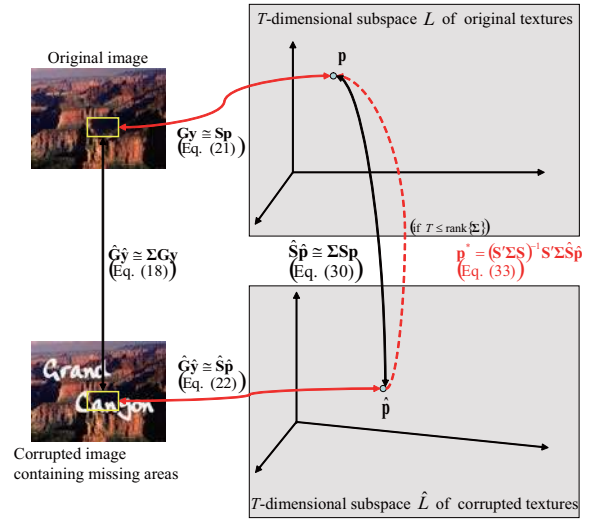 T-dimensional subspace L of original textures
Original image
p
Gy ≅ Sp
(Eq. (21))
(if T ≤ rank{Σ})
Ĝŷ ≅ ΣGy
(Eq. (18))
Ŝp̂ ≅ ΣSp
(Eq. (30))
p* = (S′ΣS)⁻¹S′ΣŜp̂
(Eq. (33))
Ĝŷ ≅ Ŝp̂
(Eq. (22))
Grand
Canyon
p̂
Corrupted image
containing missing areas
T-dimensional subspace L̂ of corrupted textures